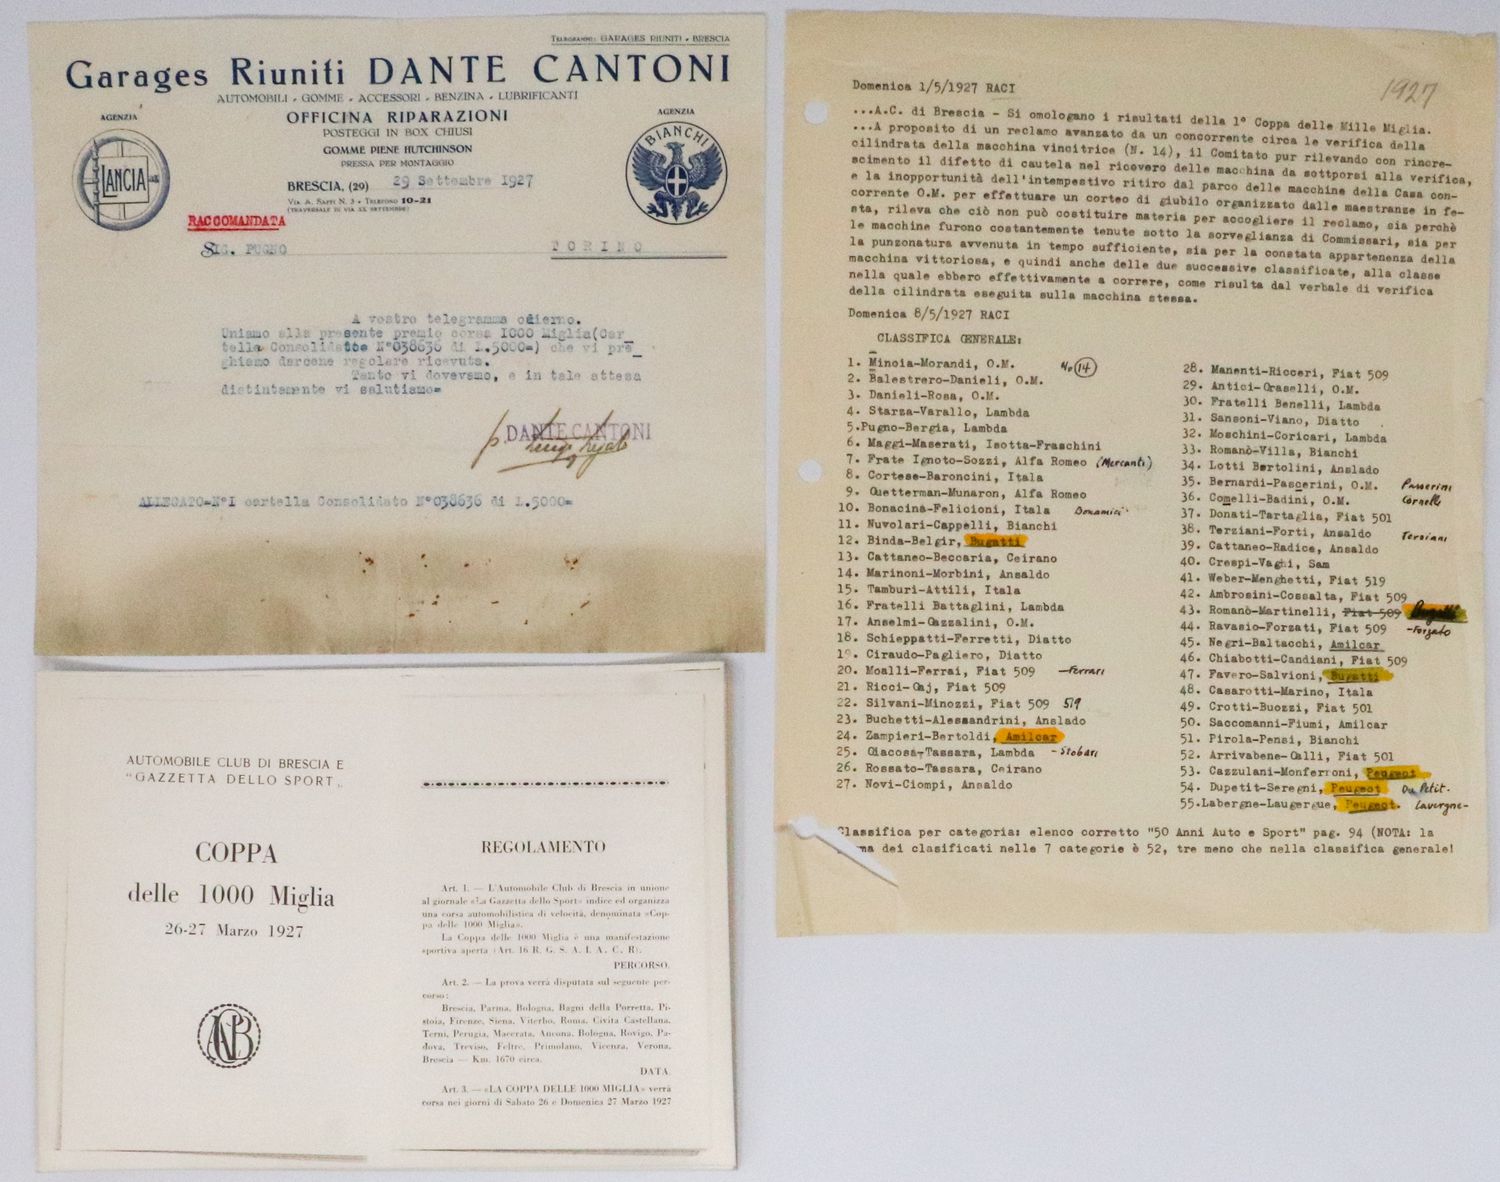 TELEGRAMMI: GARAGES RIUNITI - BRESCIA
Garages Riuniti DANTE CANTONI
AUTOMOBILI - GOMME - ACCESSORI - BENZINA - LUBRIFICANTI
AGENZIA
LANCIA
OFFICINA RIPARAZIONI
POSTEGGI IN BOX CHIUSI
GOMME PIENE HUTCHINSON
PRESSA PER MONTAGGIO
AGENZIA
BIANCHI
BRESCIA, (29) 29 Settembre 1927
VIA A. SAFFI N. 3 - TELEFONO 10-21
(TRAVERSALE DI VIA XX SETTEMBRE)
RACCOMANDATA
SIG. PUGNO TORINO
A vostro telegramma odierno.
Uniamo alla presente premio corsa 1000 Miglia(Car_
tella Consolidato N°038636 di L.5000=) che vi pre_
ghiamo darcene regolare ricevuta.
Tanto vi dovevamo, e in tale attesa
distintamente vi salutiamo=
p. DANTE CANTONI
ALLEGATO=N°I cartella Consolidato N°038636 di L.5000=
AUTOMOBILE CLUB DI BRESCIA E
"GAZZETTA DELLO SPORT„
COPPA
delle 1000 Miglia
26-27 Marzo 1927
ACB
REGOLAMENTO
Art. 1. — L'Automobile Club di Brescia in unione
al giornale «La Gazzetta dello Sport» indice ed organizza
una corsa automobilistica di velocità, denominata «Cop-
pa delle 1000 Miglia».
La Coppa delle 1000 Miglia è una manifestazione
sportiva aperta (Art. 16 R. G. S. A. I. A. C. R).
PERCORSO.
Art. 2. — La prova verrà disputata sul seguente per-
corso:
Brescia, Parma, Bologna, Bagni della Porretta, Pi-
stoia, Firenze, Siena, Viterbo, Roma, Civita Castellana,
Terni, Perugia, Macerata, Ancona, Bologna, Rovigo, Pa-
dova, Treviso, Feltre, Primolano, Vicenza, Verona,
Brescia — Km. 1670 circa.
DATA
Art. 3. — «LA COPPA DELLE 1000 MIGLIA» verrà
corsa nei giorni di Sabato 26 e Domenica 27 Marzo 1927
1927
Domenica 1/5/1927 RACI
...A.C. di Brescia - Si omologano i risultati della 1° Coppa delle Mille Miglia.
...A proposito di un reclamo avanzato da un concorrente circa le verifica della
cilindrata della macchina vincitrice (N. 14), il Comitato pur rilevando con rincre-
scimento il difetto di cautela nel ricovero delle macchina da sottporsi alla verifica,
e la inopportunità dell'intempestivo ritiro dal parco delle macchine della Casa con-
corrente O.M. per effettuare un corteo di giubilo organizzato dalle maestranze in fe-
sta, rileva che ciò non può costituire materia per accogliere il reclamo, sia perchè
le macchine furono costantemente tenute sotto la sorveglianza di Commissari, sia per
la punzonatura avvenuta in tempo sufficiente, sia per la constata appartenenza della
macchina vittoriosa, e quindi anche delle due successive classificate, alla classe
nella quale ebbero effettivamente a correre, come risulta dal verbale di verifica
della cilindrata eseguita sulla macchina stessa.
Domenica 8/5/1927 RACI
CLASSIFICA GENERALE:
1. Minoia-Morandi, O.M. N. 14
2. Balestrero-Danieli, O.M.
3. Danieli-Rosa, O.M.
4. Starza-Varallo, Lambda
5.Pugno-Bergia, Lambda
6. Maggi-Maserati, Isotta-Fraschini
7. Frate Ignoto-Sozzi, Alfa Romeo (Mercanti)
8. Cortese-Baroncini, Itala
9. Guetterman-Munaron, Alfa Romeo
10. Bonacina-Felicioni, Itala Bonamici
11. Nuvolari-Cappelli, Bianchi
12. Binda-Belgir, Bugatti
13. Cattaneo-Beccaria, Ceirano
14. Marinoni-Morbini, Ansaldo
15. Tamburi-Attili, Itala
16. Fratelli Battaglini, Lambda
17. Anselmi-Gazzalini, O.M.
18. Schieppatti-Ferretti, Diatto
19. Ciraudo-Pagliero, Diatto
20. Moalli-Ferrai, Fiat 509 -Ferrari
21. Ricci-Gaj, Fiat 509
22. Silvani-Minozzi, Fiat 509 519
23. Buchetti-Alessandrini, Anslado
24. Zampieri-Bertoldi, Amilcar
25. Giacosa-Tassara, Lambda -Stobari
26. Rossato-Tassara, Ceirano
27. Novi-Ciompi, Ansaldo
28. Manenti-Ricceri, Fiat 509
29. Antici-Graselli, O.M.
30. Fratelli Benelli, Lambda
31. Sansoni-Viano, Diatto
32. Moschini-Coricari, Lambda
33. Romanò-Villa, Bianchi
34. Lotti Bertolini, Anslado
35. Bernardi-Pascerini, O.M. Passerini
36. Comelli-Badini, O.M. Cornelli
37. Donati-Tartaglia, Fiat 501
38. Terziani-Forti, Ansaldo Terziani
39. Cattaneo-Radice, Ansaldo
40. Crespi-Vaghi, Sam
41. Weber-Menghetti, Fiat 519
42. Ambrosini-Cossalta, Fiat 509
43. Romanò-Martinelli, Fiat 509 Bugatti
44. Ravasio-Forzati, Fiat 509 -Forzato
45. Negri-Baltacchi, Amilcar
46. Chiabotti-Candiani, Fiat 509
47. Favero-Salvioni, Bugatti
48. Casarotti-Marino, Itala
49. Crotti-Buozzi, Fiat 501
50. Saccomanni-Fiumi, Amilcar
51. Pirola-Pensi, Bianchi
52. Arrivabene-Galli, Fiat 501
53. Cazzulani-Monferroni, Peugeot
54. Dupetit-Seregni, Peugeot Du Petit-
55.Labergne-Laugergue, Peugeot. Lavergne-
Classifica per categoria: elenco corretto "50 Anni Auto e Sport" pag. 94 (NOTA: la
dei clasificati nelle 7 categorie è 52, tre meno che nella classifica generale!